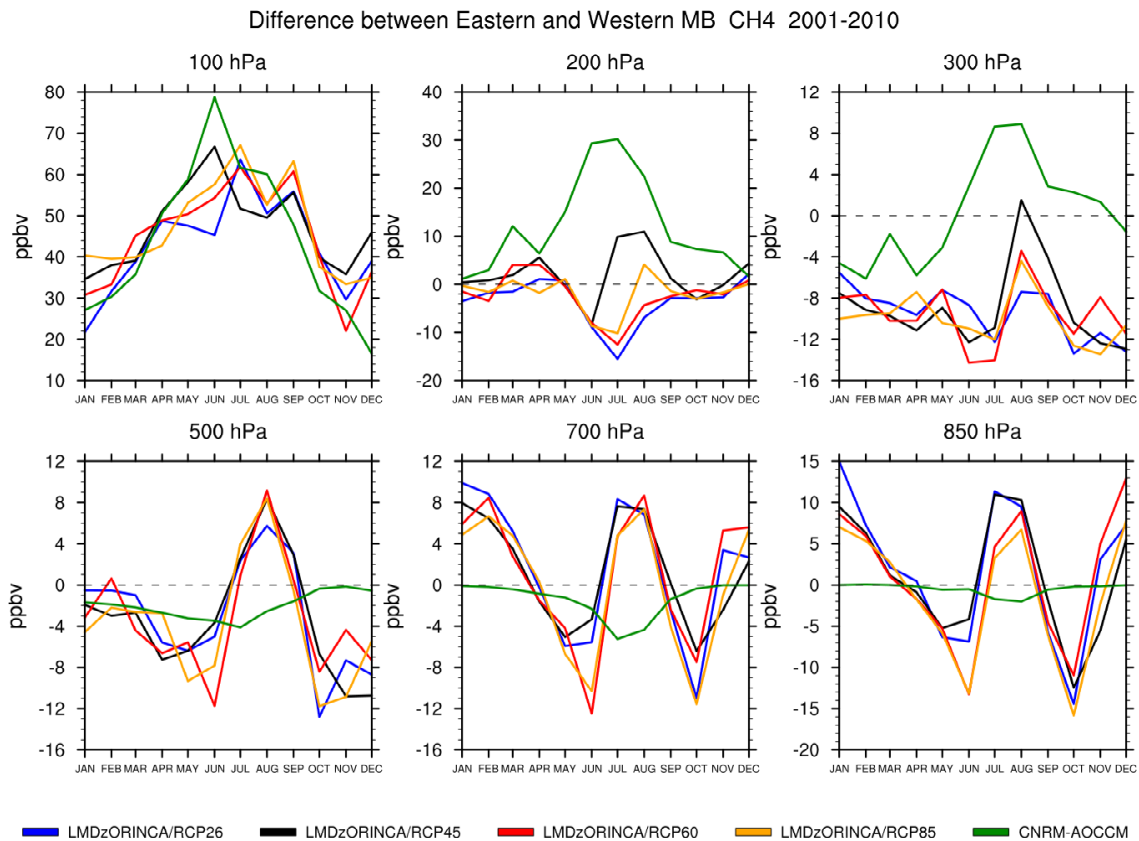 Difference between Eastern and Western MB CH4 2001-2010
100 hPa 200 hPa 300 hPa
80 40 12
70 30 8
60 20 4
50 10 0
40 0 -4
30 -10 -8
20 -12
10 -20 -16
ppbv ppbv ppbv
JAN FEB MAR APR MAY JUN JUL AUG SEP OCT NOV DEC JAN FEB MAR APR MAY JUN JUL AUG SEP OCT NOV DEC JAN FEB MAR APR MAY JUN JUL AUG SEP OCT NOV DEC
500 hPa 700 hPa 850 hPa
12 12 15
8 8 10
4 4 5
0 0 0
-4 -4 -5
-8 -8 -10
-12 -12 -15
-16 -16 -20
ppbv ppbv ppbv
JAN FEB MAR APR MAY JUN JUL AUG SEP OCT NOV DEC JAN FEB MAR APR MAY JUN JUL AUG SEP OCT NOV DEC JAN FEB MAR APR MAY JUN JUL AUG SEP OCT NOV DEC
LMDzORINCA/RCP26 LMDzORINCA/RCP45 LMDzORINCA/RCP60 LMDzORINCA/RCP85 CNRM-AOCCM